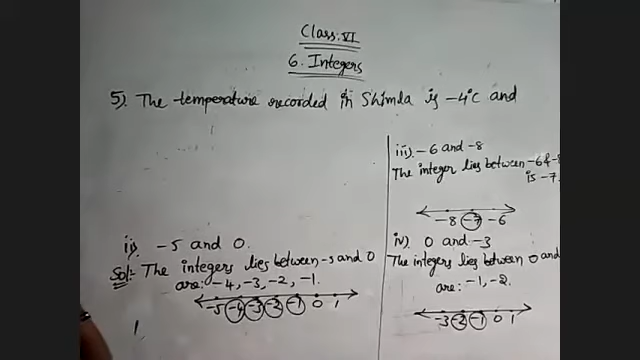 Class: VI
6. Integers
5). The temperature recorded in Shimla is -4°C and
ii). -5 and 0.
Sol:- The integers lies between -5 and 0
are: -4, -3, -2, -1.
-5 -4 -3 -2 -1 0 1
iii). -6 and -8
The integer lies between -6 & -8
is -7.
-8 -7 -6
iv). 0 and -3
The integers lies between 0 and
are: -1, -2.
-3 -2 -1 0 1